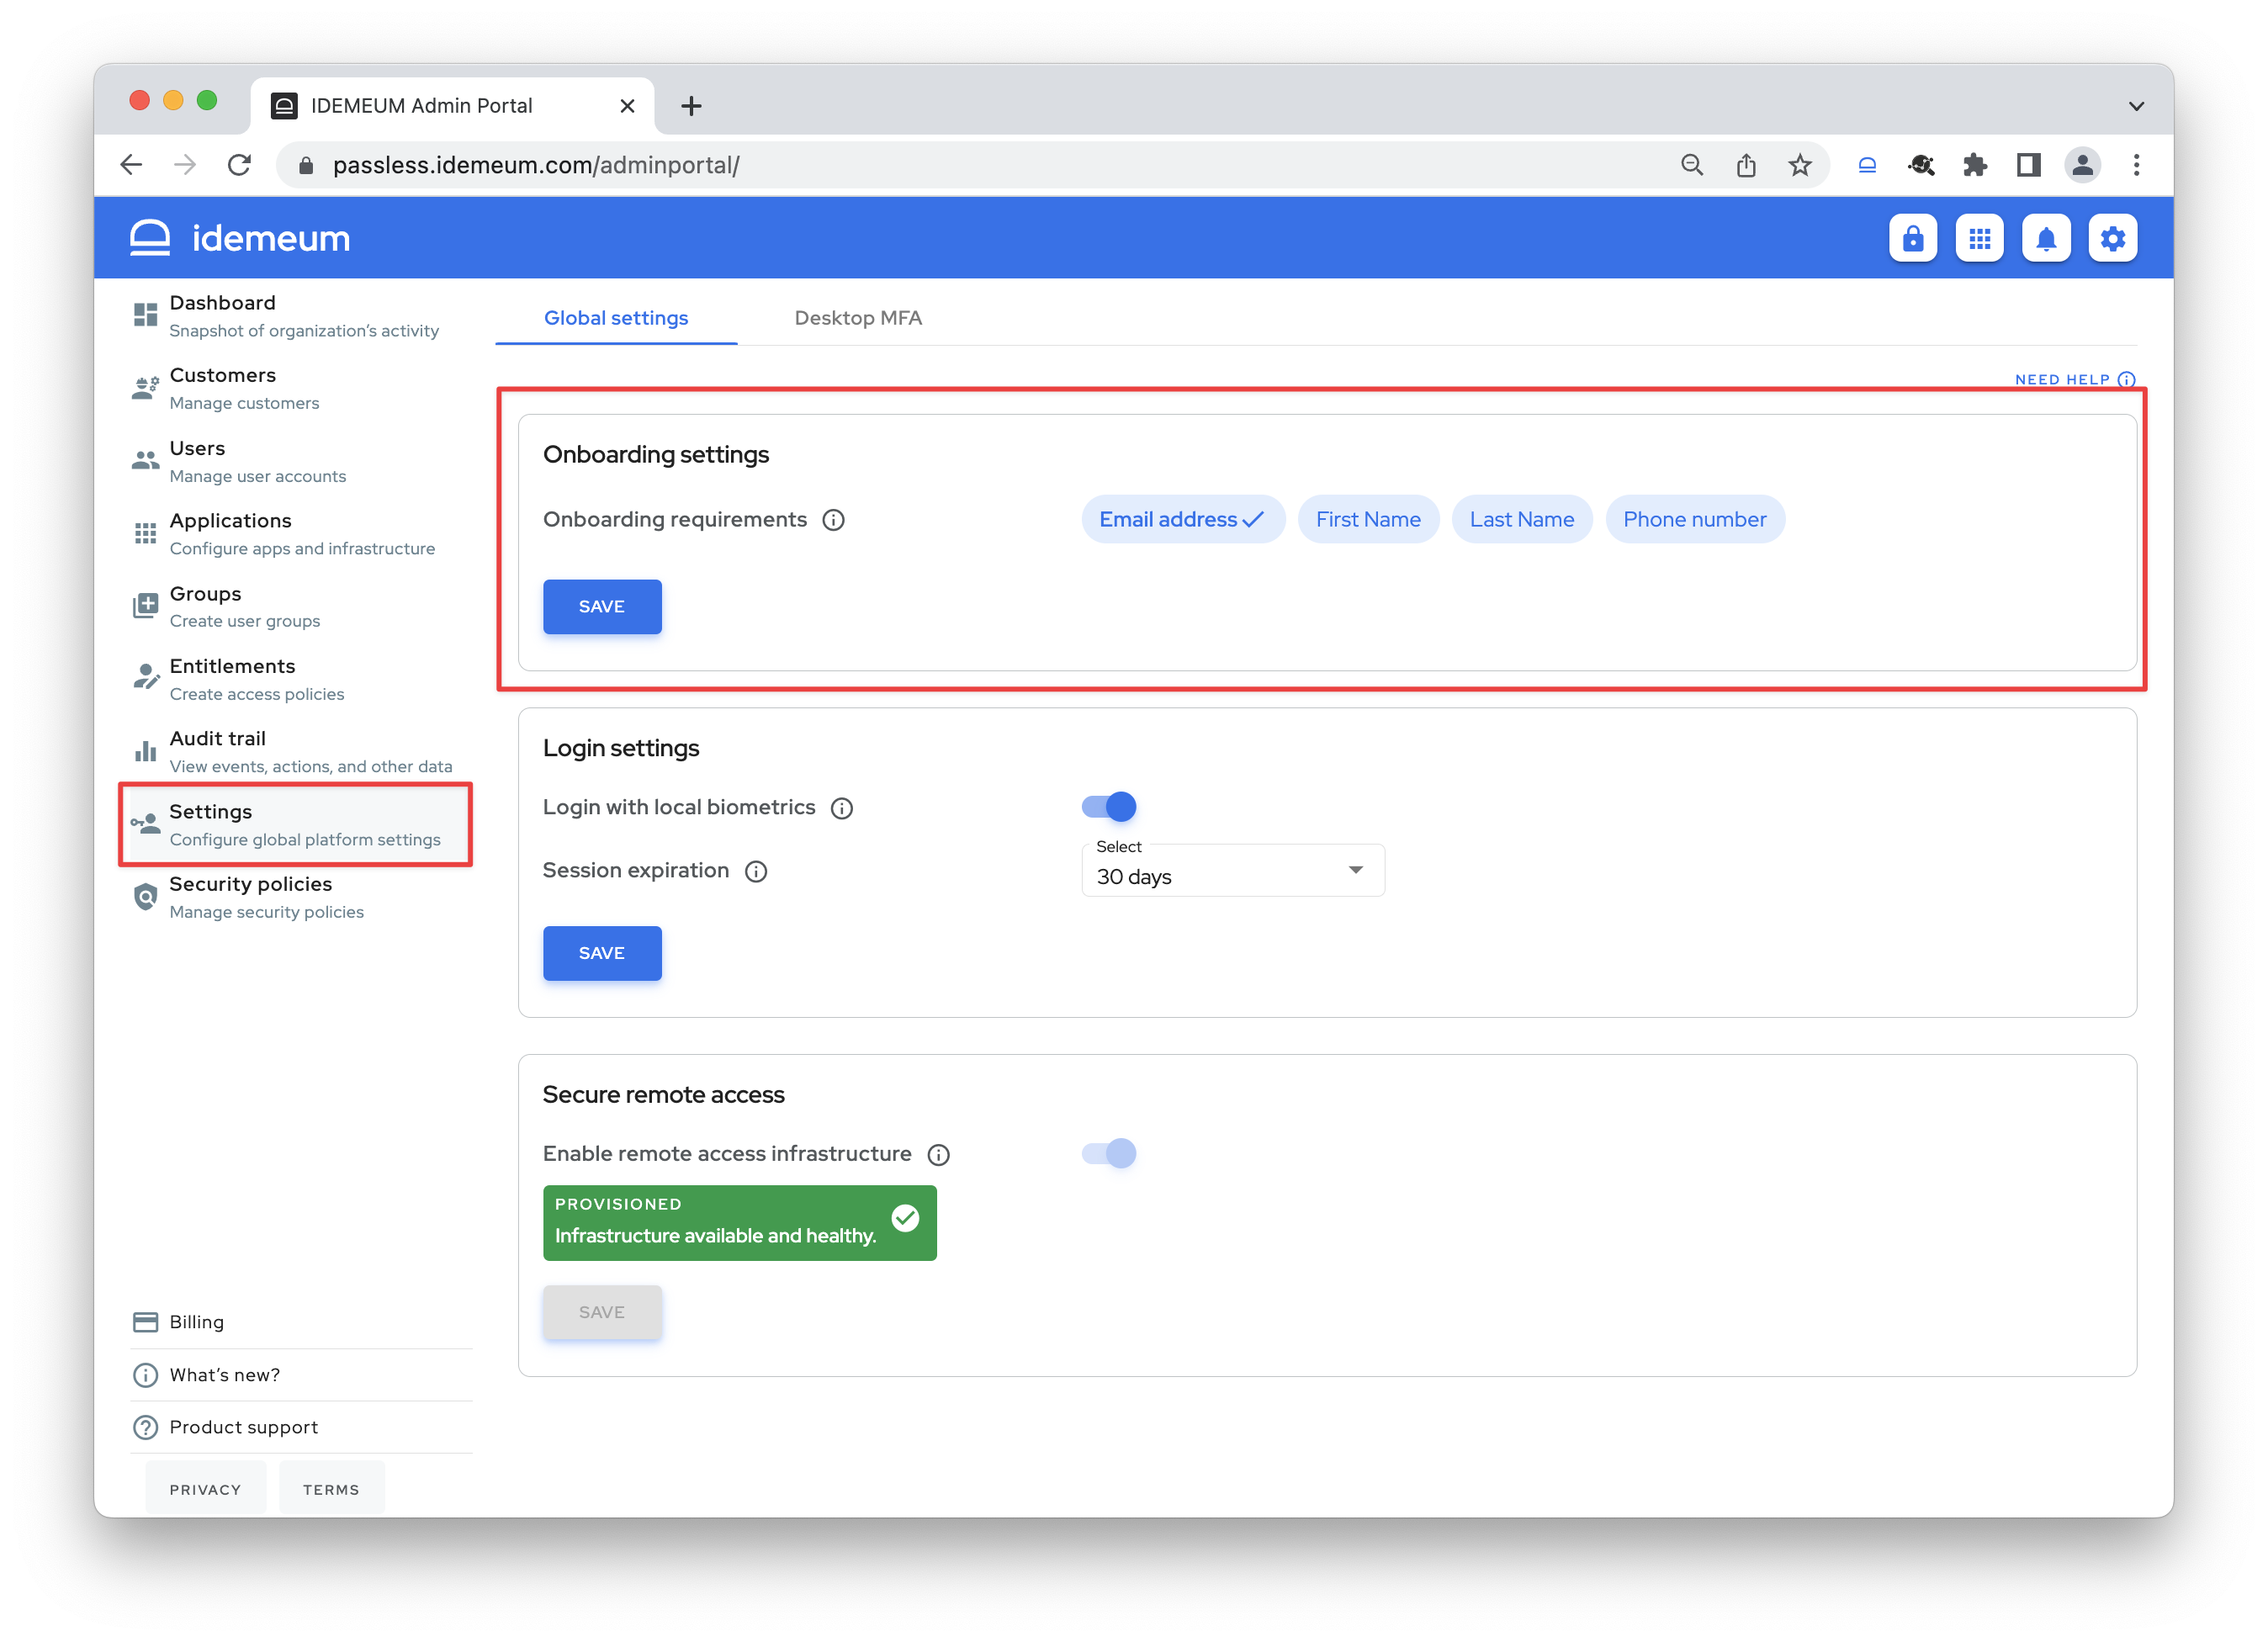 IDEMEUM Admin Portal
passless.idemeum.com/adminportal/
idemeum
Dashboard
Snapshot of organization's activity
Customers
Manage customers
Users
Manage user accounts
Applications
Configure apps and infrastructure
Groups
Create user groups
Entitlements
Create access policies
Audit trail
View events, actions, and other data
Settings
Configure global platform settings
Security policies
Manage security policies
Billing
What's new?
Product support
PRIVACY TERMS
Global settings Desktop MFA
NEED HELP
Onboarding settings
Onboarding requirements Email address First Name Last Name Phone number
SAVE
Login settings
Login with local biometrics
Select
Session expiration 30 days
SAVE
Secure remote access
Enable remote access infrastructure
PROVISIONED
Infrastructure available and healthy.
SAVE